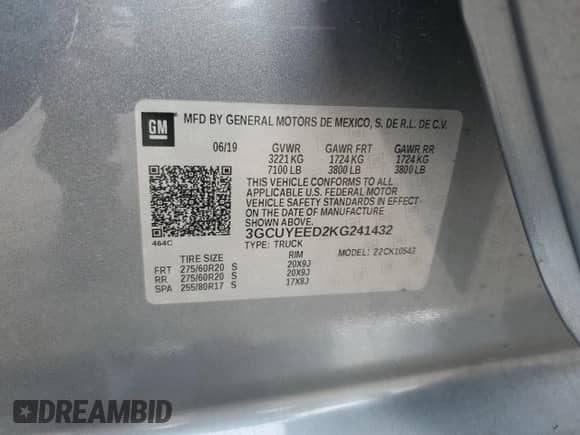 GM MFD BY GENERAL MOTORS DE MEXICO, S. DE R.L. DE C.V.
06/19 GVWR GAWR FRT GAWR RR
3221 KG 1724 KG 1724 KG
7100 LB 3800 LB 3800 LB
THIS VEHICLE CONFORMS TO ALL
APPLICABLE U.S. FEDERAL MOTOR
VEHICLE SAFETY STANDARDS IN EFFECT
ON THE DATE OF MANUFACTURE
SHOWN ABOVE.
464C 3GCUYEED2KG241432
TYPE: TRUCK MODEL: Z2CK10543
TIRE SIZE RIM
FRT 275/60R20 S 20X9J
RR 275/60R20 S 20X9J
SPA 255/80R17 S 17X8J
DREAMBID